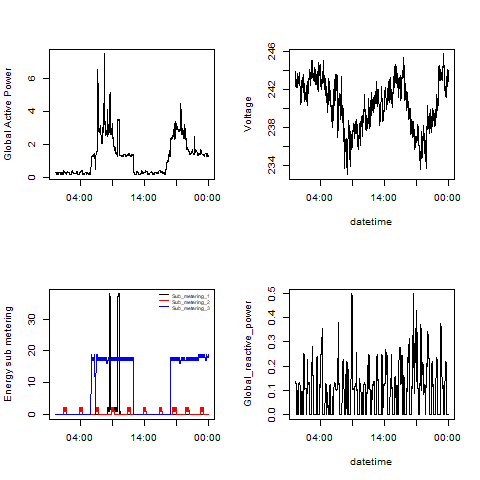 Global Active Power
0 2 4 6
04:00 14:00 00:00
Voltage
234 238 242 246
04:00 14:00 00:00
datetime
Energy sub metering
0 10 20 30
Sub_metering_1
Sub_metering_2
Sub_metering_3
04:00 14:00 00:00
Global_reactive_power
0.0 0.1 0.2 0.3 0.4 0.5
04:00 14:00 00:00
datetime